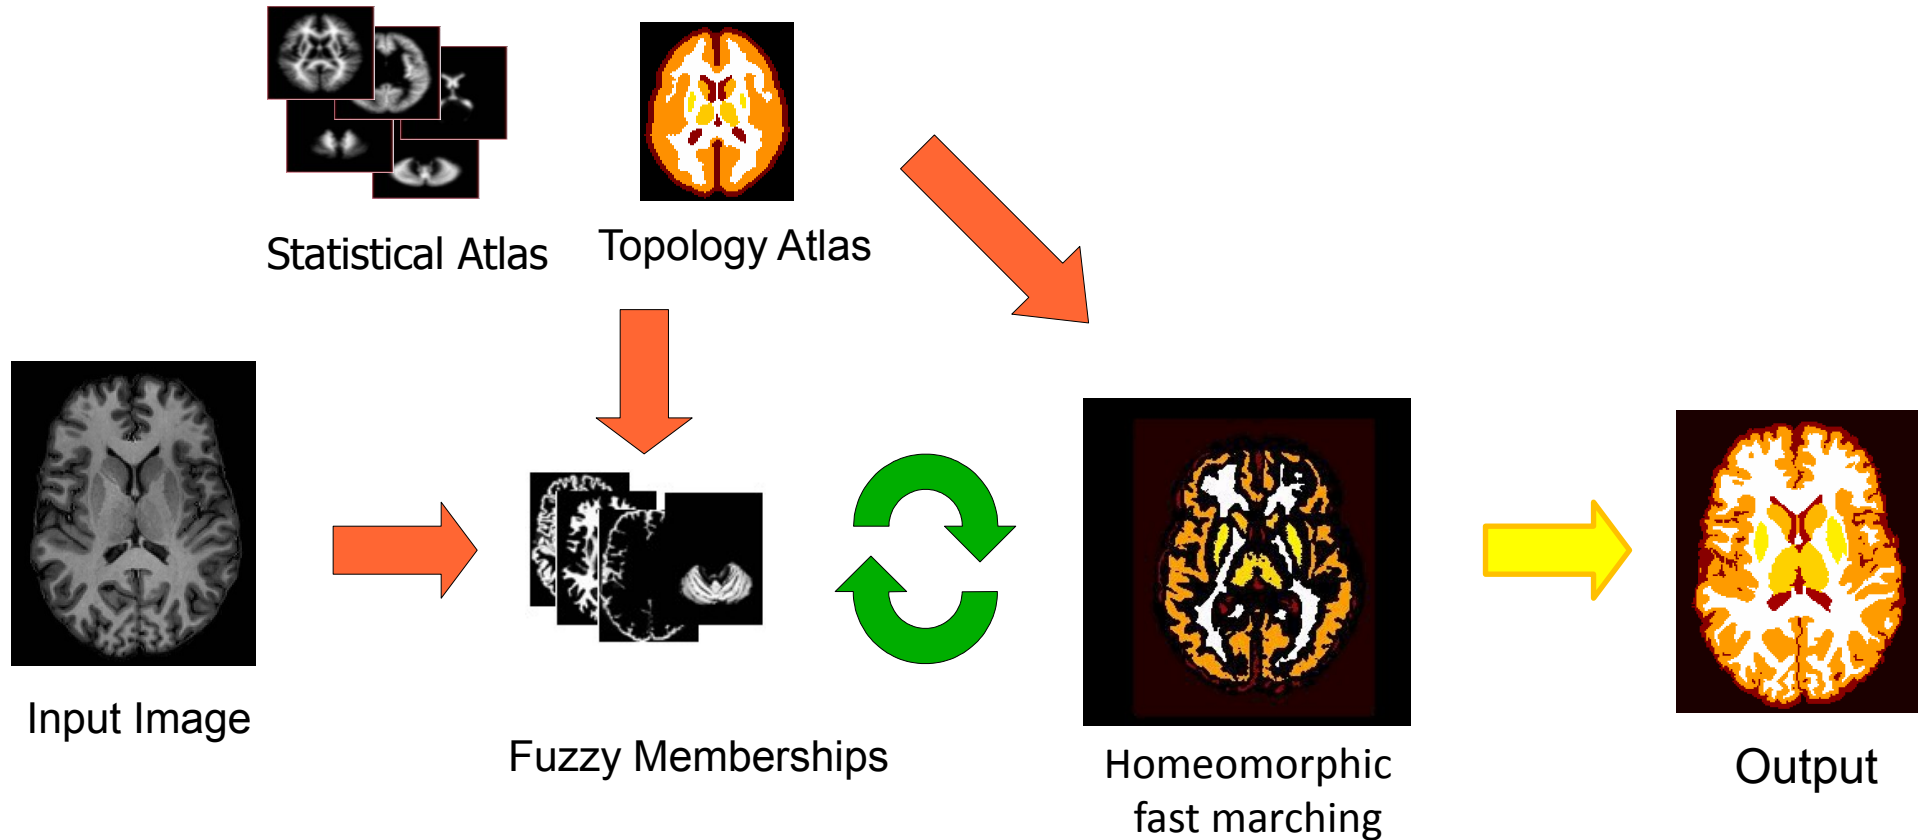 Statistical Atlas
Topology Atlas
Input Image
Fuzzy Memberships
Homeomorphic
fast marching
Output